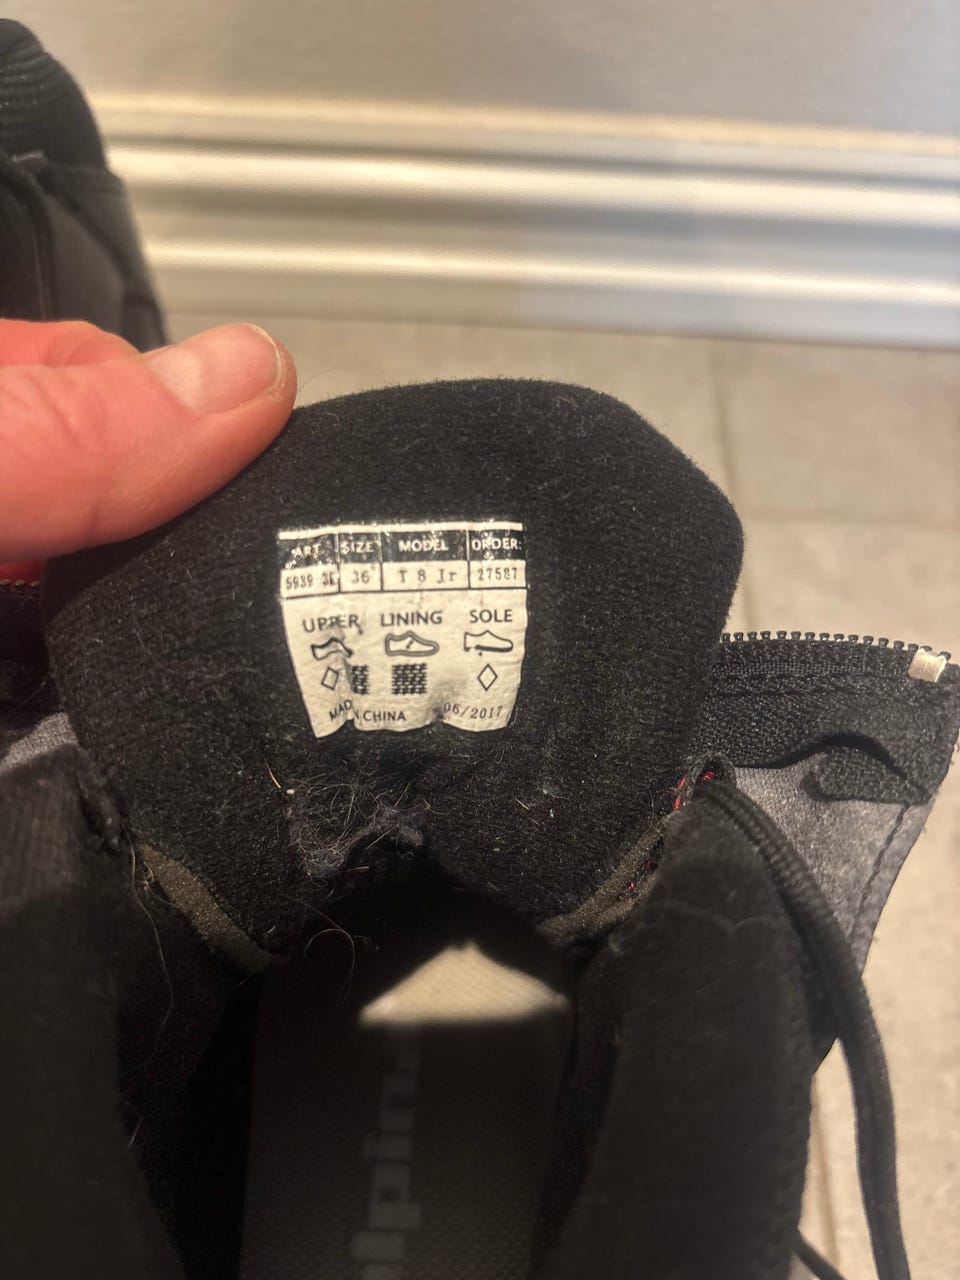 ART SIZE MODEL ORDER:
36 T 8 Jr 27587
UPPER LINING SOLE
CHINA 06/2017